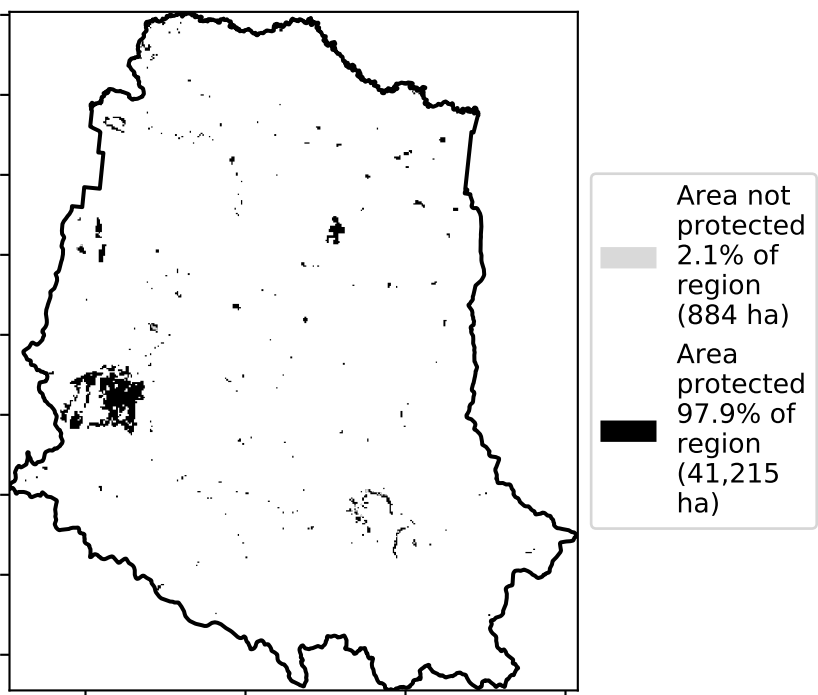 Area not
protected
2.1% of
region
(884 ha)
Area
protected
97.9% of
region
(41,215
ha)